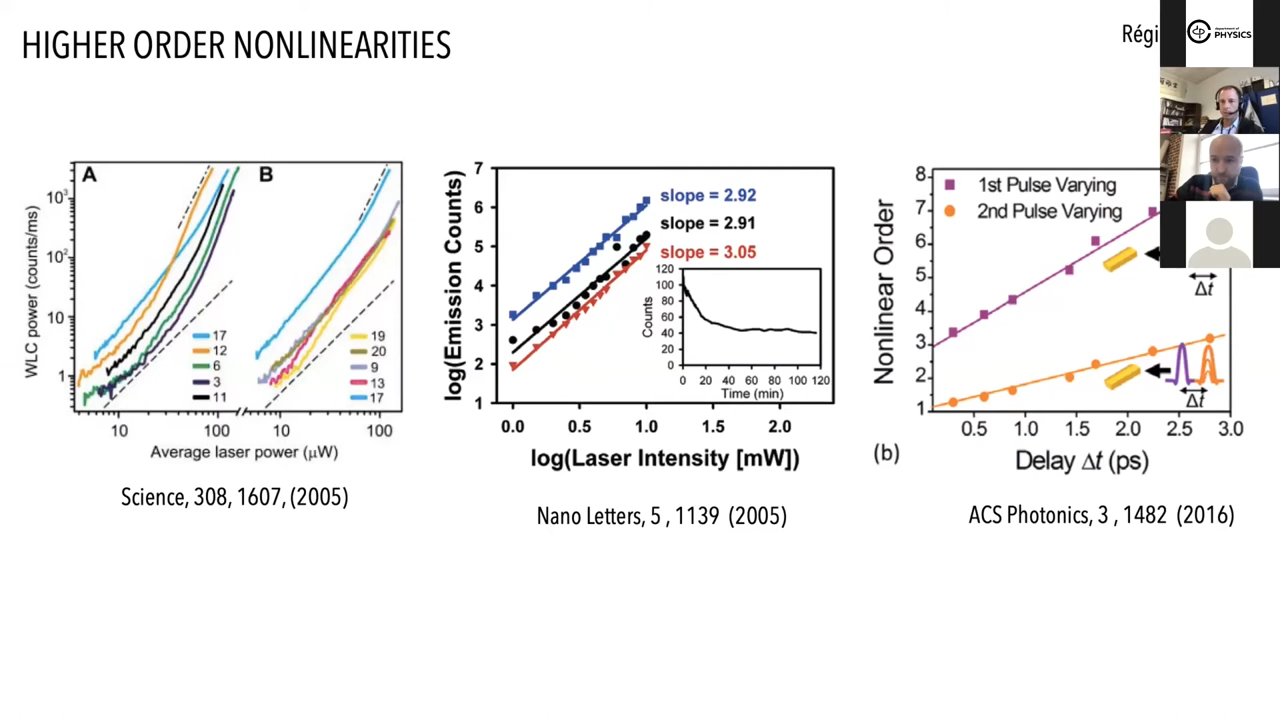 HIGHER ORDER NONLINEARITIES
Régi
department of
PHYSICS
A
B
WLC power (counts/ms)
10³
10²
10
1
17
12
6
3
11
19
20
9
13
17
10
100
10
100
Average laser power (μW)
Science, 308, 1607, (2005)
log(Emission Counts)
7
6
5
4
3
2
1
slope = 2.92
slope = 2.91
slope = 3.05
Counts
120
100
80
60
40
20
0
0
20
40
60
80
100
120
Time (min)
0.0
0.5
1.0
1.5
2.0
log(Laser Intensity [mW])
Nano Letters, 5 , 1139 (2005)
Nonlinear Order
8
7
6
5
4
3
2
1
1st Pulse Varying
2nd Pulse Varying
Δt
Δt
0.5
1.0
1.5
2.0
2.5
3.0
(b)
Delay Δt (ps)
ACS Photonics, 3 , 1482 (2016)